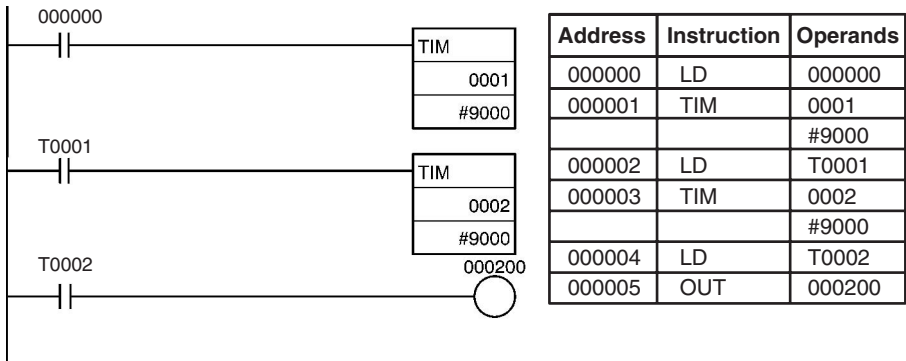 000000
TIM
0001
#9000
T0001
TIM
0002
#9000
T0002
000200
Address Instruction Operands
000000 LD 000000
000001 TIM 0001
#9000
000002 LD T0001
000003 TIM 0002
#9000
000004 LD T0002
000005 OUT 000200